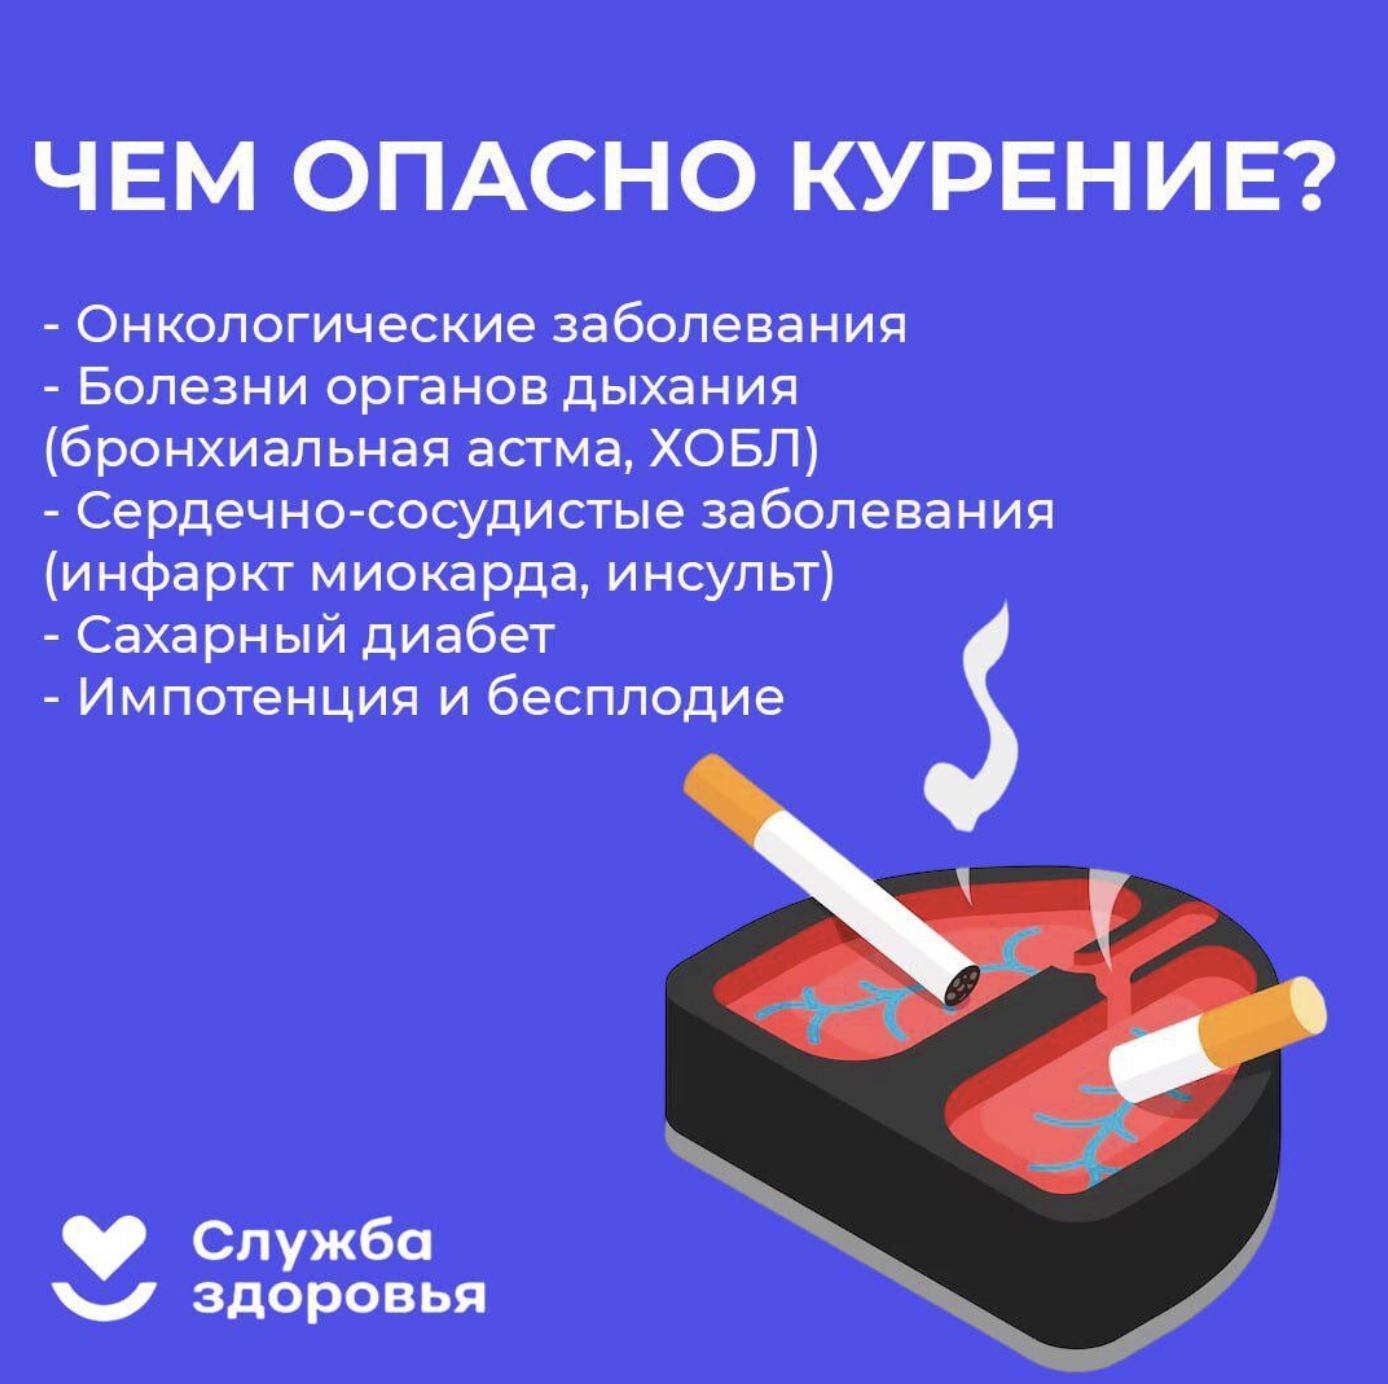 ЧЕМ ОПАСНО КУРЕНИЕ?
- Онкологические заболевания
- Болезни органов дыхания
(бронхиальная астма, ХОБЛ)
- Сердечно-сосудистые заболевания
(инфаркт миокарда, инсульт)
- Сахарный диабет
- Импотенция и бесплодие
Служба
здоровья